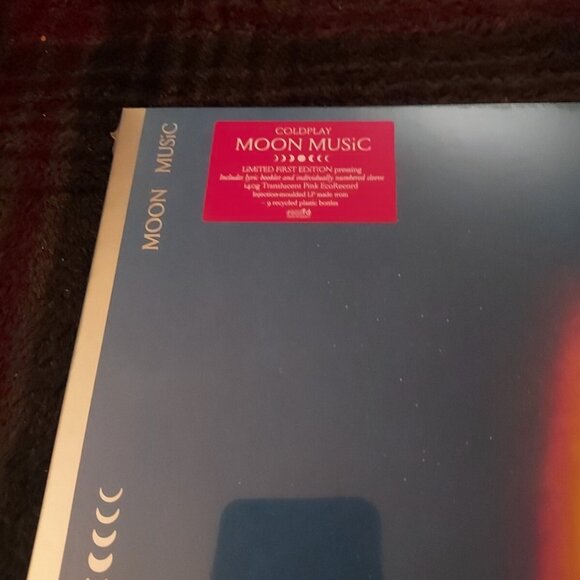 MOON MUSiC
COLDPLAY
MOON MUSiC
LIMITED FIRST EDITION pressing
Includes lyric booklet and individually numbered sleeve
140g Translucent Pink EcoRecord
Injection-moulded LP made from
~ 9 recycled plastic bottles